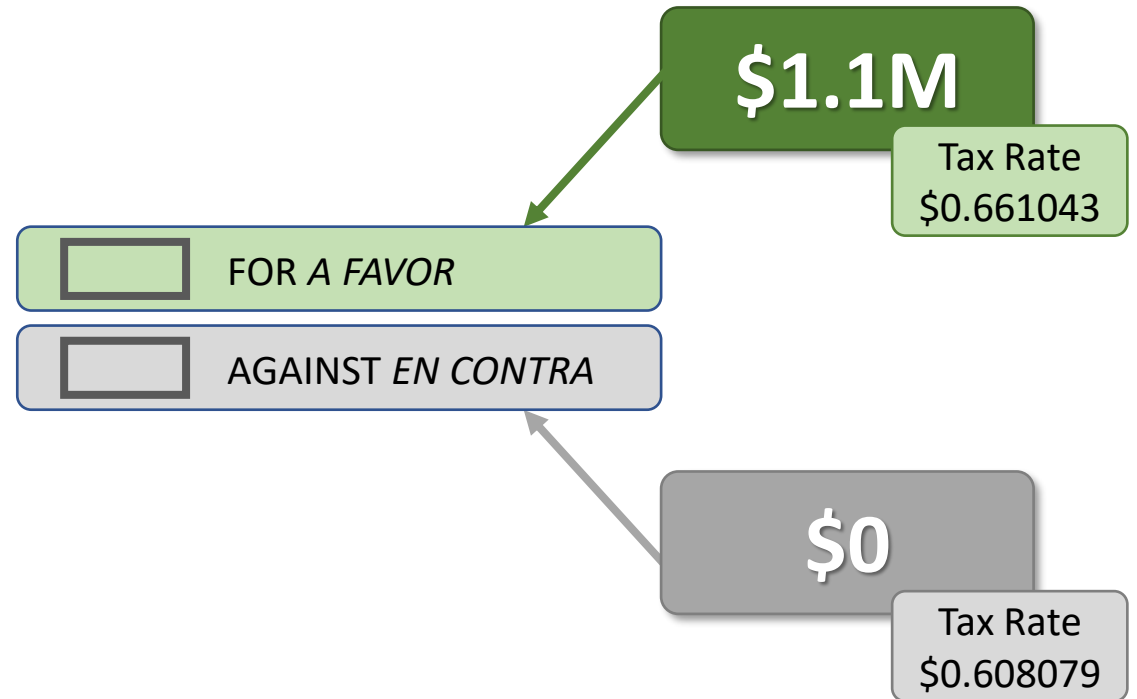 $1.1M
Tax Rate
$0.661043
FOR A FAVOR
AGAINST EN CONTRA
$0
Tax Rate
$0.608079